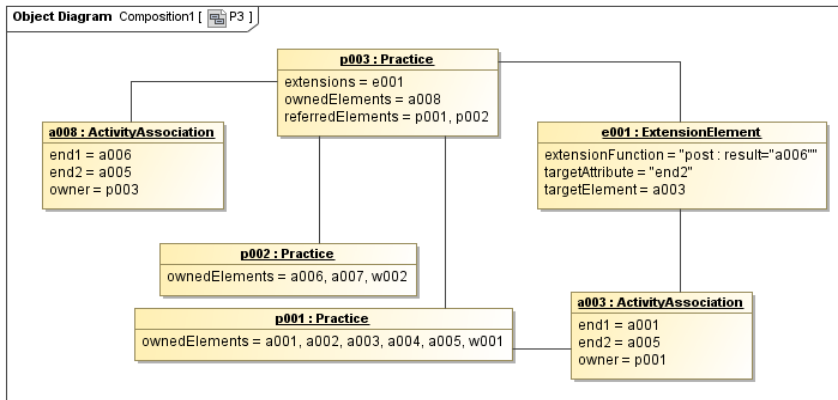 Object Diagram Composition1 [ P3 ]
p003 : Practice
extensions = e001
ownedElements = a008
referredElements = p001, p002
a008 : ActivityAssociation
end1 = a006
end2 = a005
owner = p003
e001 : ExtensionElement
extensionFunction = "post : result="a006""
targetAttribute = "end2"
targetElement = a003
p002 : Practice
ownedElements = a006, a007, w002
p001 : Practice
ownedElements = a001, a002, a003, a004, a005, w001
a003 : ActivityAssociation
end1 = a001
end2 = a005
owner = p001